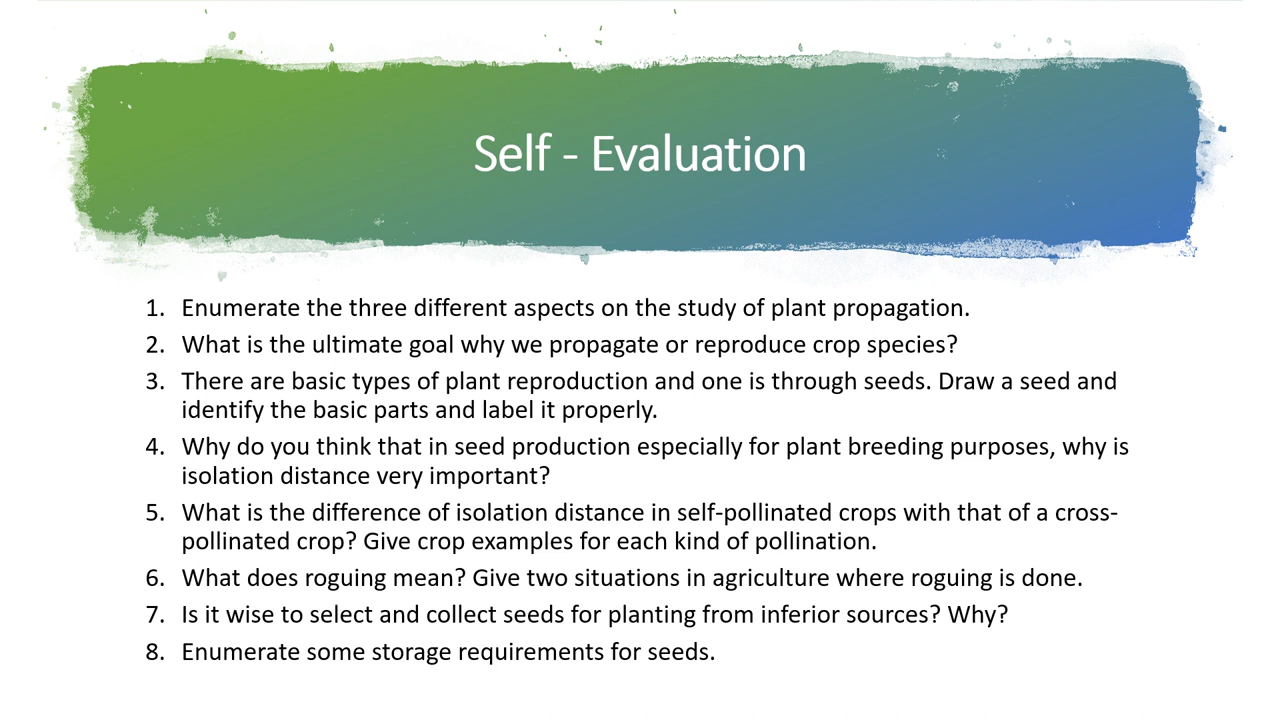 Self - Evaluation
1. Enumerate the three different aspects on the study of plant propagation.
2. What is the ultimate goal why we propagate or reproduce crop species?
3. There are basic types of plant reproduction and one is through seeds. Draw a seed and
identify the basic parts and label it properly.
4. Why do you think that in seed production especially for plant breeding purposes, why is
isolation distance very important?
5. What is the difference of isolation distance in self-pollinated crops with that of a cross-
pollinated crop? Give crop examples for each kind of pollination.
6. What does roguing mean? Give two situations in agriculture where roguing is done.
7. Is it wise to select and collect seeds for planting from inferior sources? Why?
8. Enumerate some storage requirements for seeds.